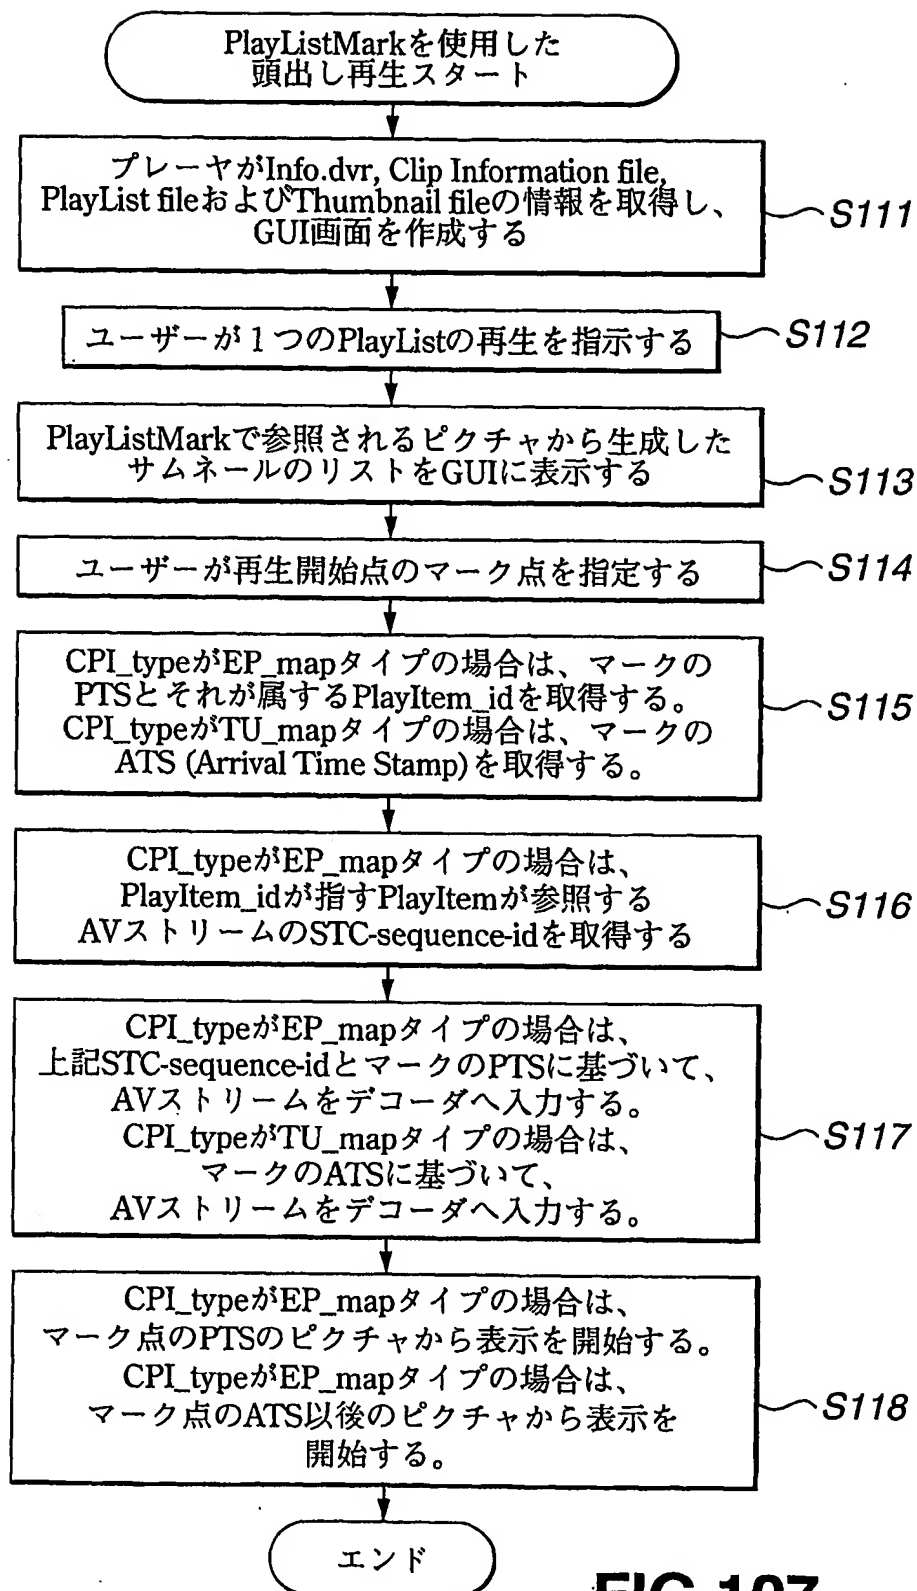 PlayListMarkを使用した
頭出し再生スタート
プレーヤがInfo.dvr, Clip Information file,
PlayList fileおよびThumbnail fileの情報を取得し、
GUI画面を作成する
S111
ユーザーが1つのPlayListの再生を指示する
S112
PlayListMarkで参照されるピクチャから生成した
サムネールのリストをGUIに表示する
S113
ユーザーが再生開始点のマーク点を指定する
S114
CPI_typeがEP_mapタイプの場合は、マークの
PTSとそれが属するPlayItem_idを取得する。
CPI_typeがTU_mapタイプの場合は、マークの
ATS (Arrival Time Stamp)を取得する。
S115
CPI_typeがEP_mapタイプの場合は、
PlayItem_idが指すPlayItemが参照する
AVストリームのSTC-sequence-idを取得する
S116
CPI_typeがEP_mapタイプの場合は、
上記STC-sequence-idとマークのPTSに基づいて、
AVストリームをデコーダへ入力する。
CPI_typeがTU_mapタイプの場合は、
マークのATSに基づいて、
AVストリームをデコーダへ入力する。
S117
CPI_typeがEP_mapタイプの場合は、
マーク点のPTSのピクチャから表示を開始する。
CPI_typeがEP_mapタイプの場合は、
マーク点のATS以後のピクチャから表示を
開始する。
S118
エンド